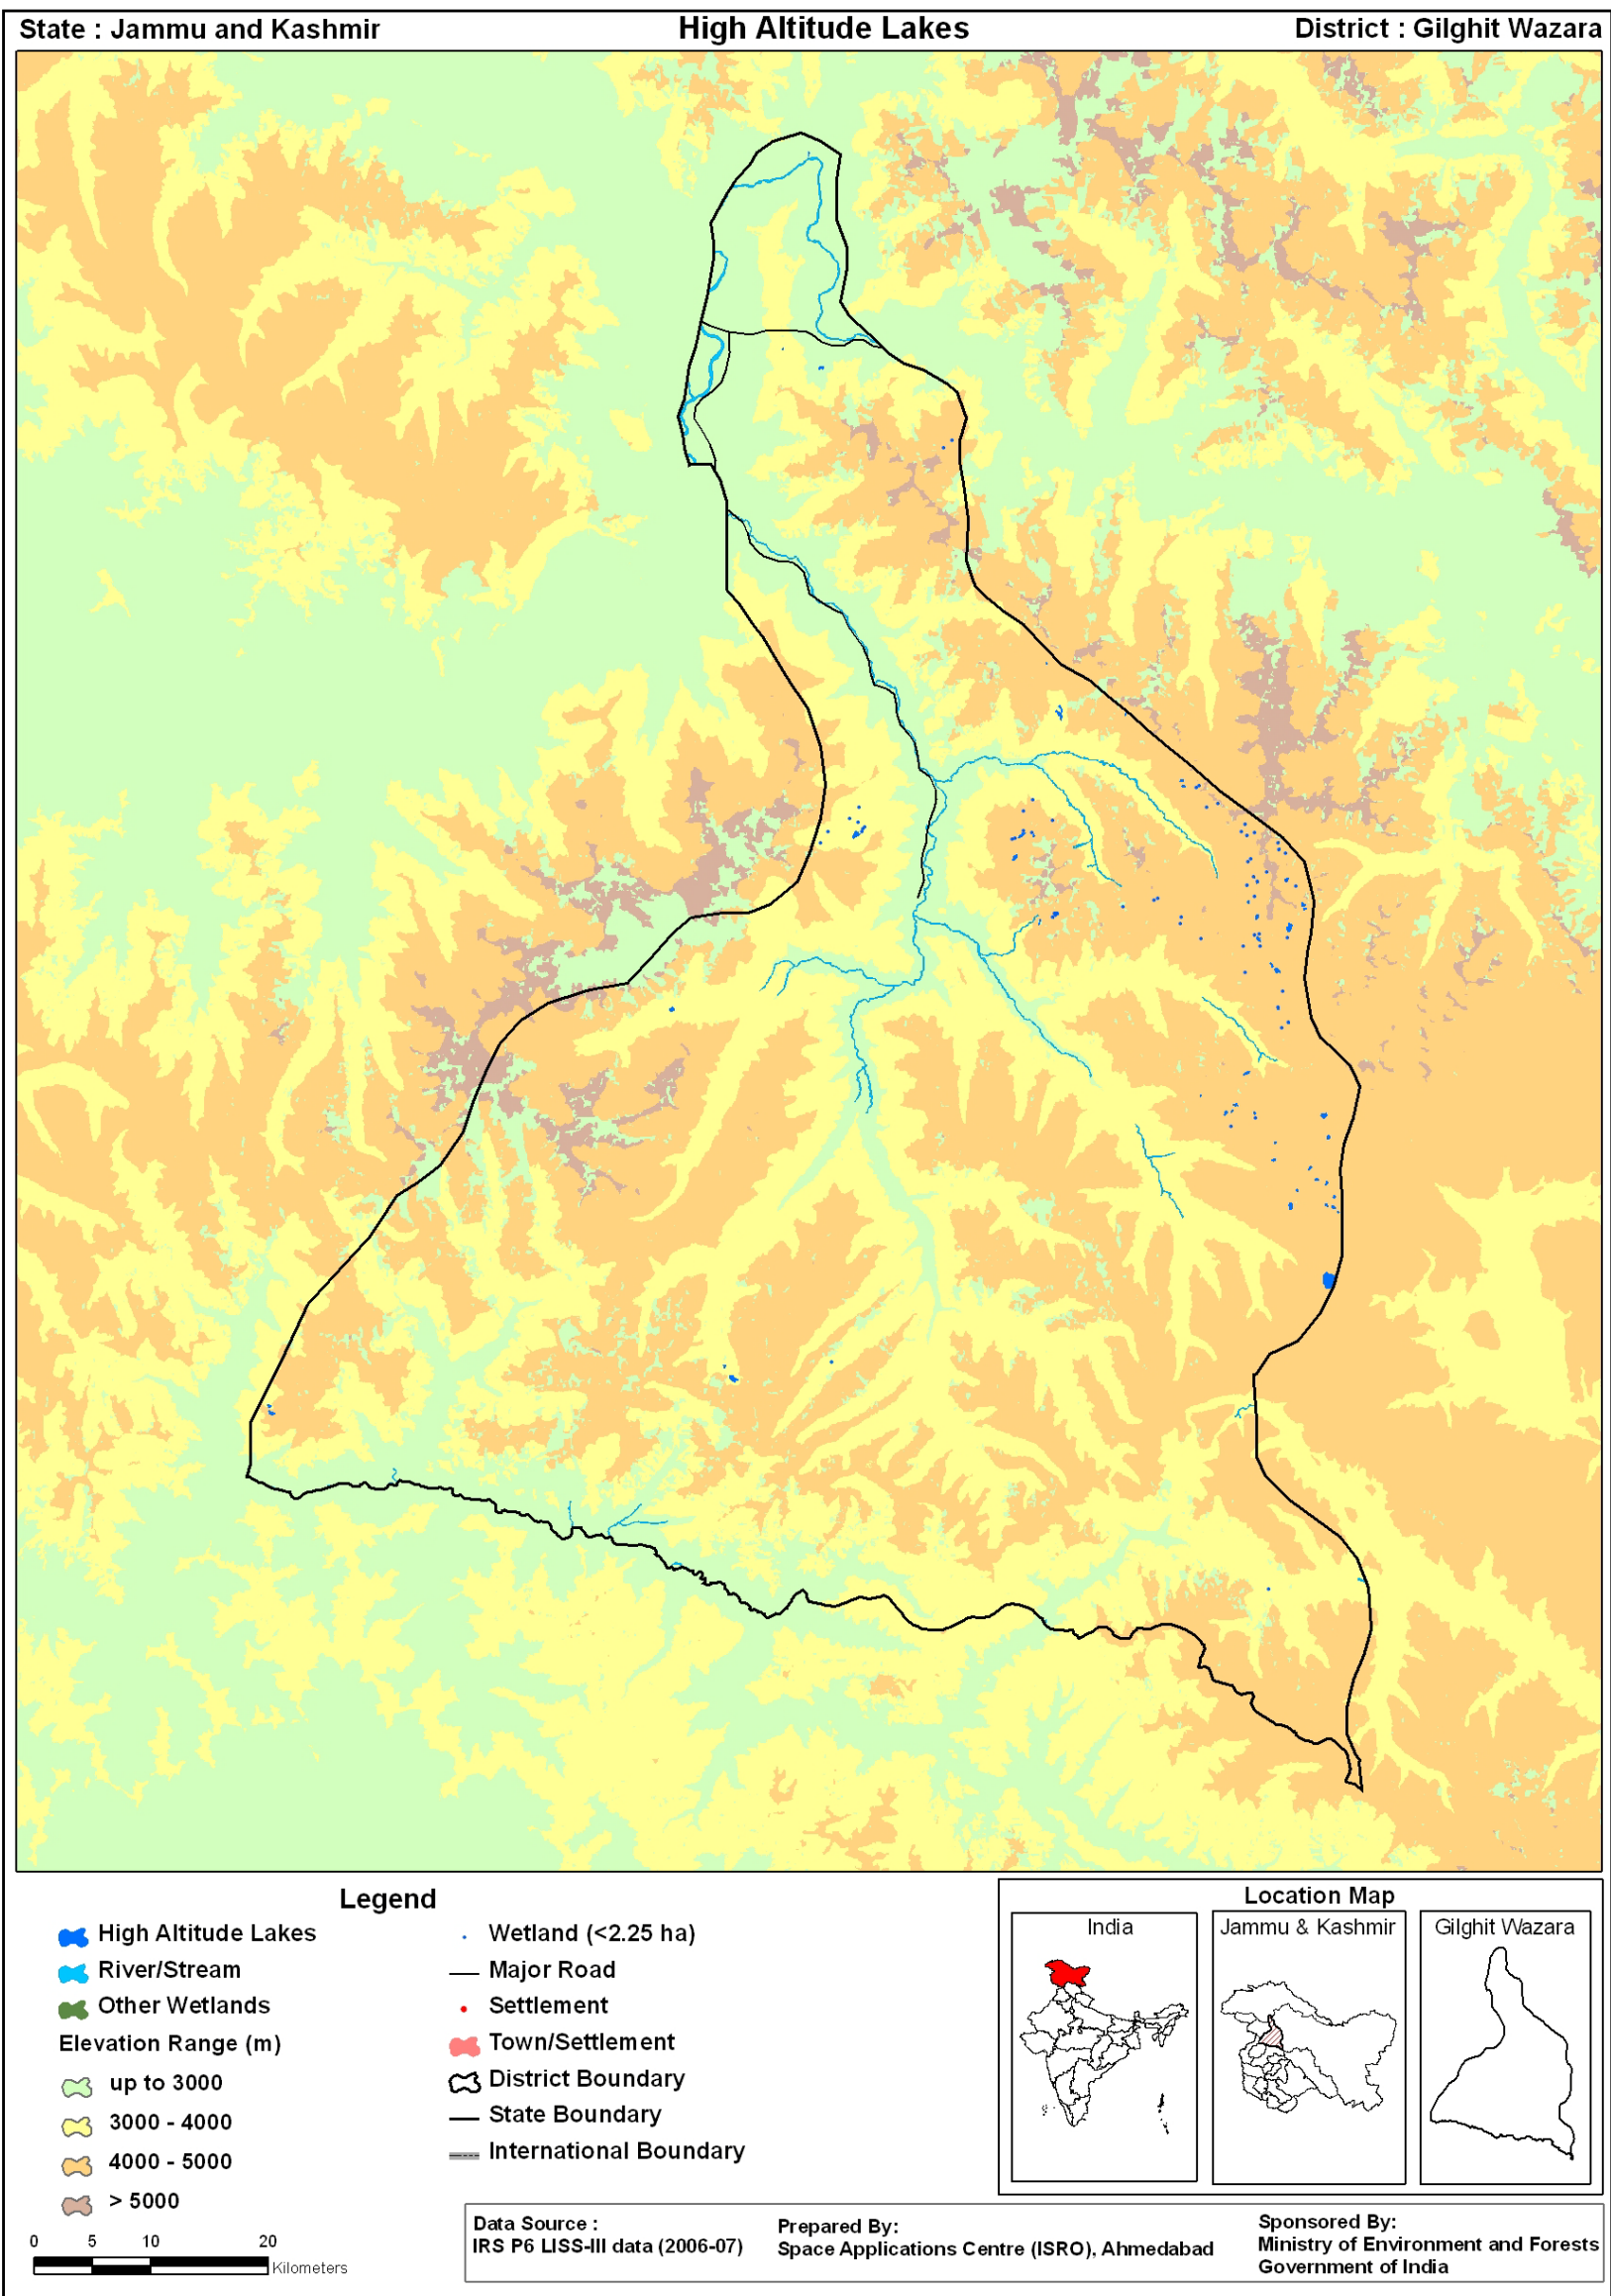 State : Jammu and Kashmir
High Altitude Lakes
District : Gilghit Wazara
Legend
High Altitude Lakes
River/Stream
Other Wetlands
Elevation Range (m)
up to 3000
3000 - 4000
4000 - 5000
> 5000
Wetland (<2.25 ha)
Major Road
Settlement
Town/Settlement
District Boundary
State Boundary
International Boundary
0 5 10 20
Kilometers
Location Map
India
Jammu & Kashmir
Gilghit Wazara
Data Source :
IRS P6 LISS-III data (2006-07)
Prepared By:
Space Applications Centre (ISRO), Ahmedabad
Sponsored By:
Ministry of Environment and Forests
Government of India